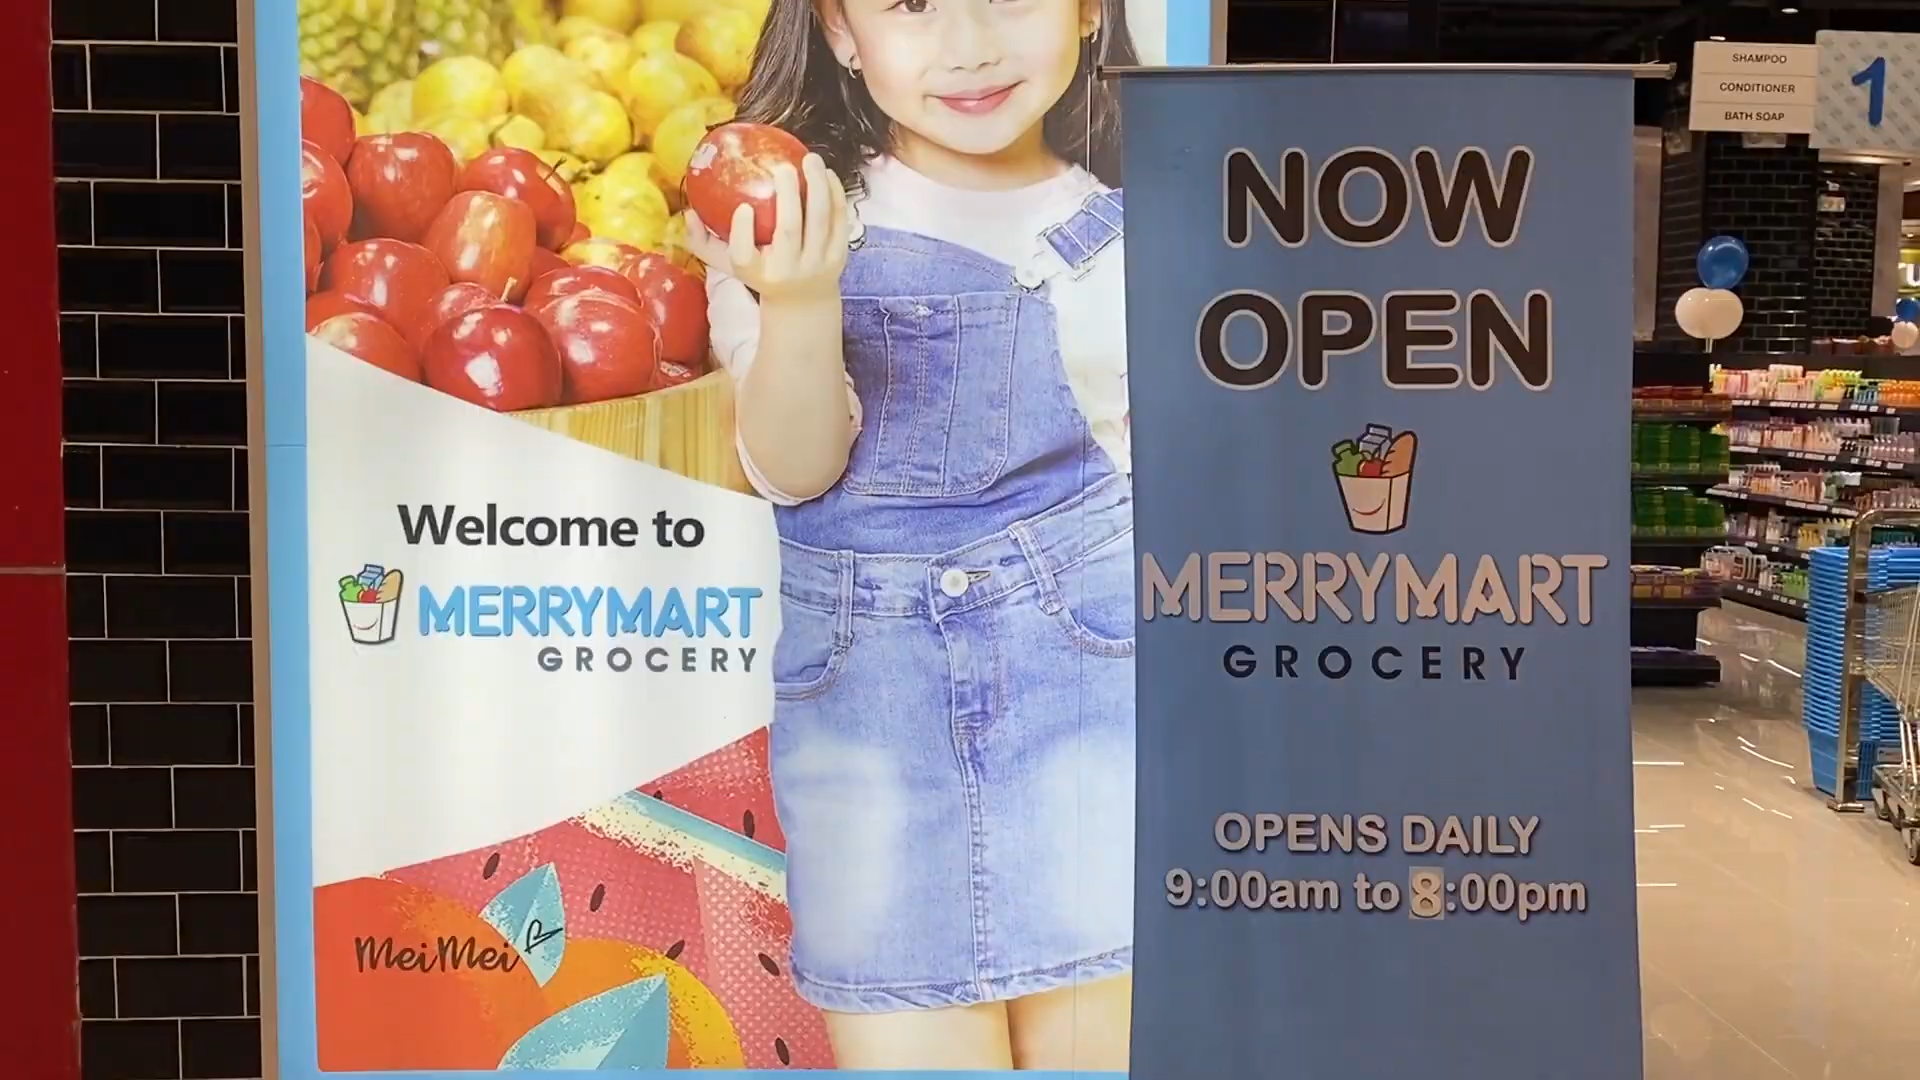 Welcome to
MERRYMART
GROCERY
MeiMei
NOW
OPEN
MERRYMART
GROCERY
OPENS DAILY
9:00am to 8:00pm
SHAMPOO
CONDITIONER
BATH SOAP
1